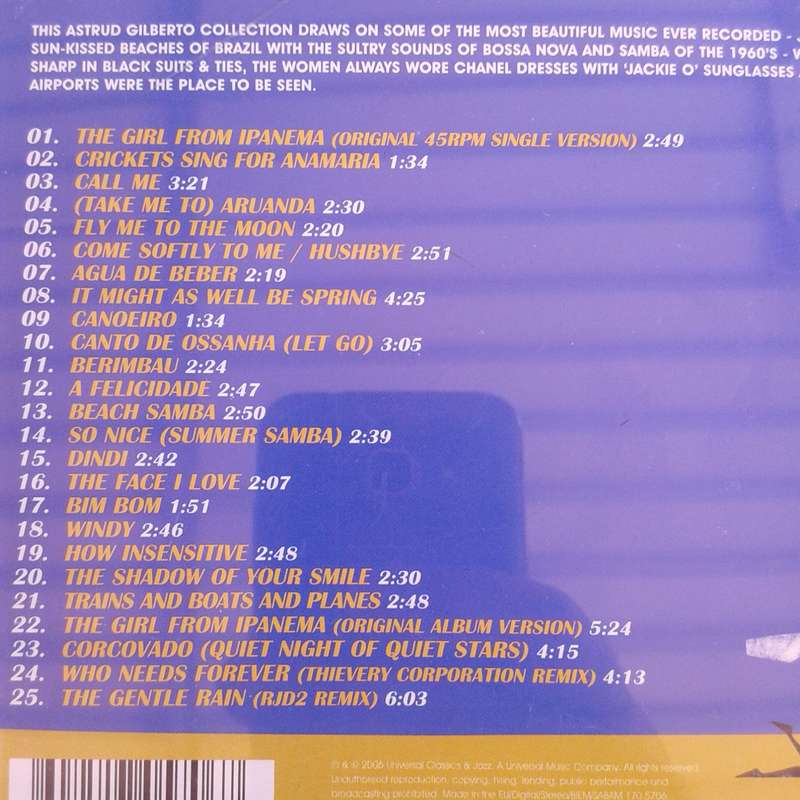 THIS ASTRUD GILBERTO COLLECTION DRAWS ON SOME OF THE MOST BEAUTIFUL MUSIC EVER RECORDED -
SUN-KISSED BEACHES OF BRAZIL WITH THE SULTRY SOUNDS OF BOSSA NOVA AND SAMBA OF THE 1960'S -
SHARP IN BLACK SUITS & TIES, THE WOMEN ALWAYS WORE CHANEL DRESSES WITH 'JACKIE O' SUNGLASSES
AIRPORTS WERE THE PLACE TO BE SEEN.
01. THE GIRL FROM IPANEMA (ORIGINAL 45RPM SINGLE VERSION) 2:49
02. CRICKETS SING FOR ANAMARIA 1:34
03. CALL ME 3:21
04. (TAKE ME TO) ARUANDA 2:30
05. FLY ME TO THE MOON 2:20
06. COME SOFTLY TO ME / HUSHBYE 2:51
07. AGUA DE BEBER 2:19
08. IT MIGHT AS WELL BE SPRING 4:25
09 CANOEIRO 1:34
10. CANTO DE OSSANHA (LET GO) 3:05
11. BERIMBAU 2:24
12. A FELICIDADE 2:47
13. BEACH SAMBA 2:50
14. SO NICE (SUMMER SAMBA) 2:39
15. DINDI 2:42
16. THE FACE I LOVE 2:07
17. BIM BOM 1:51
18. WINDY 2:46
19. HOW INSENSITIVE 2:48
20. THE SHADOW OF YOUR SMILE 2:30
21. TRAINS AND BOATS AND PLANES 2:48
22. THE GIRL FROM IPANEMA (ORIGINAL ALBUM VERSION) 5:24
23. CORCOVADO (QUIET NIGHT OF QUIET STARS) 4:15
24. WHO NEEDS FOREVER (THIEVERY CORPORATION REMIX) 4:13
25. THE GENTLE RAIN (RJD2 REMIX) 6:03
℗ & © 2006 Universal Classics & Jazz. A Universal Music Company. All rights reserved.
Unauthorised reproduction, copying, hiring, lending, public performance and
broadcasting prohibited. Made in the EU/Digital/Stereo/BIEM/SABAM 170 5706